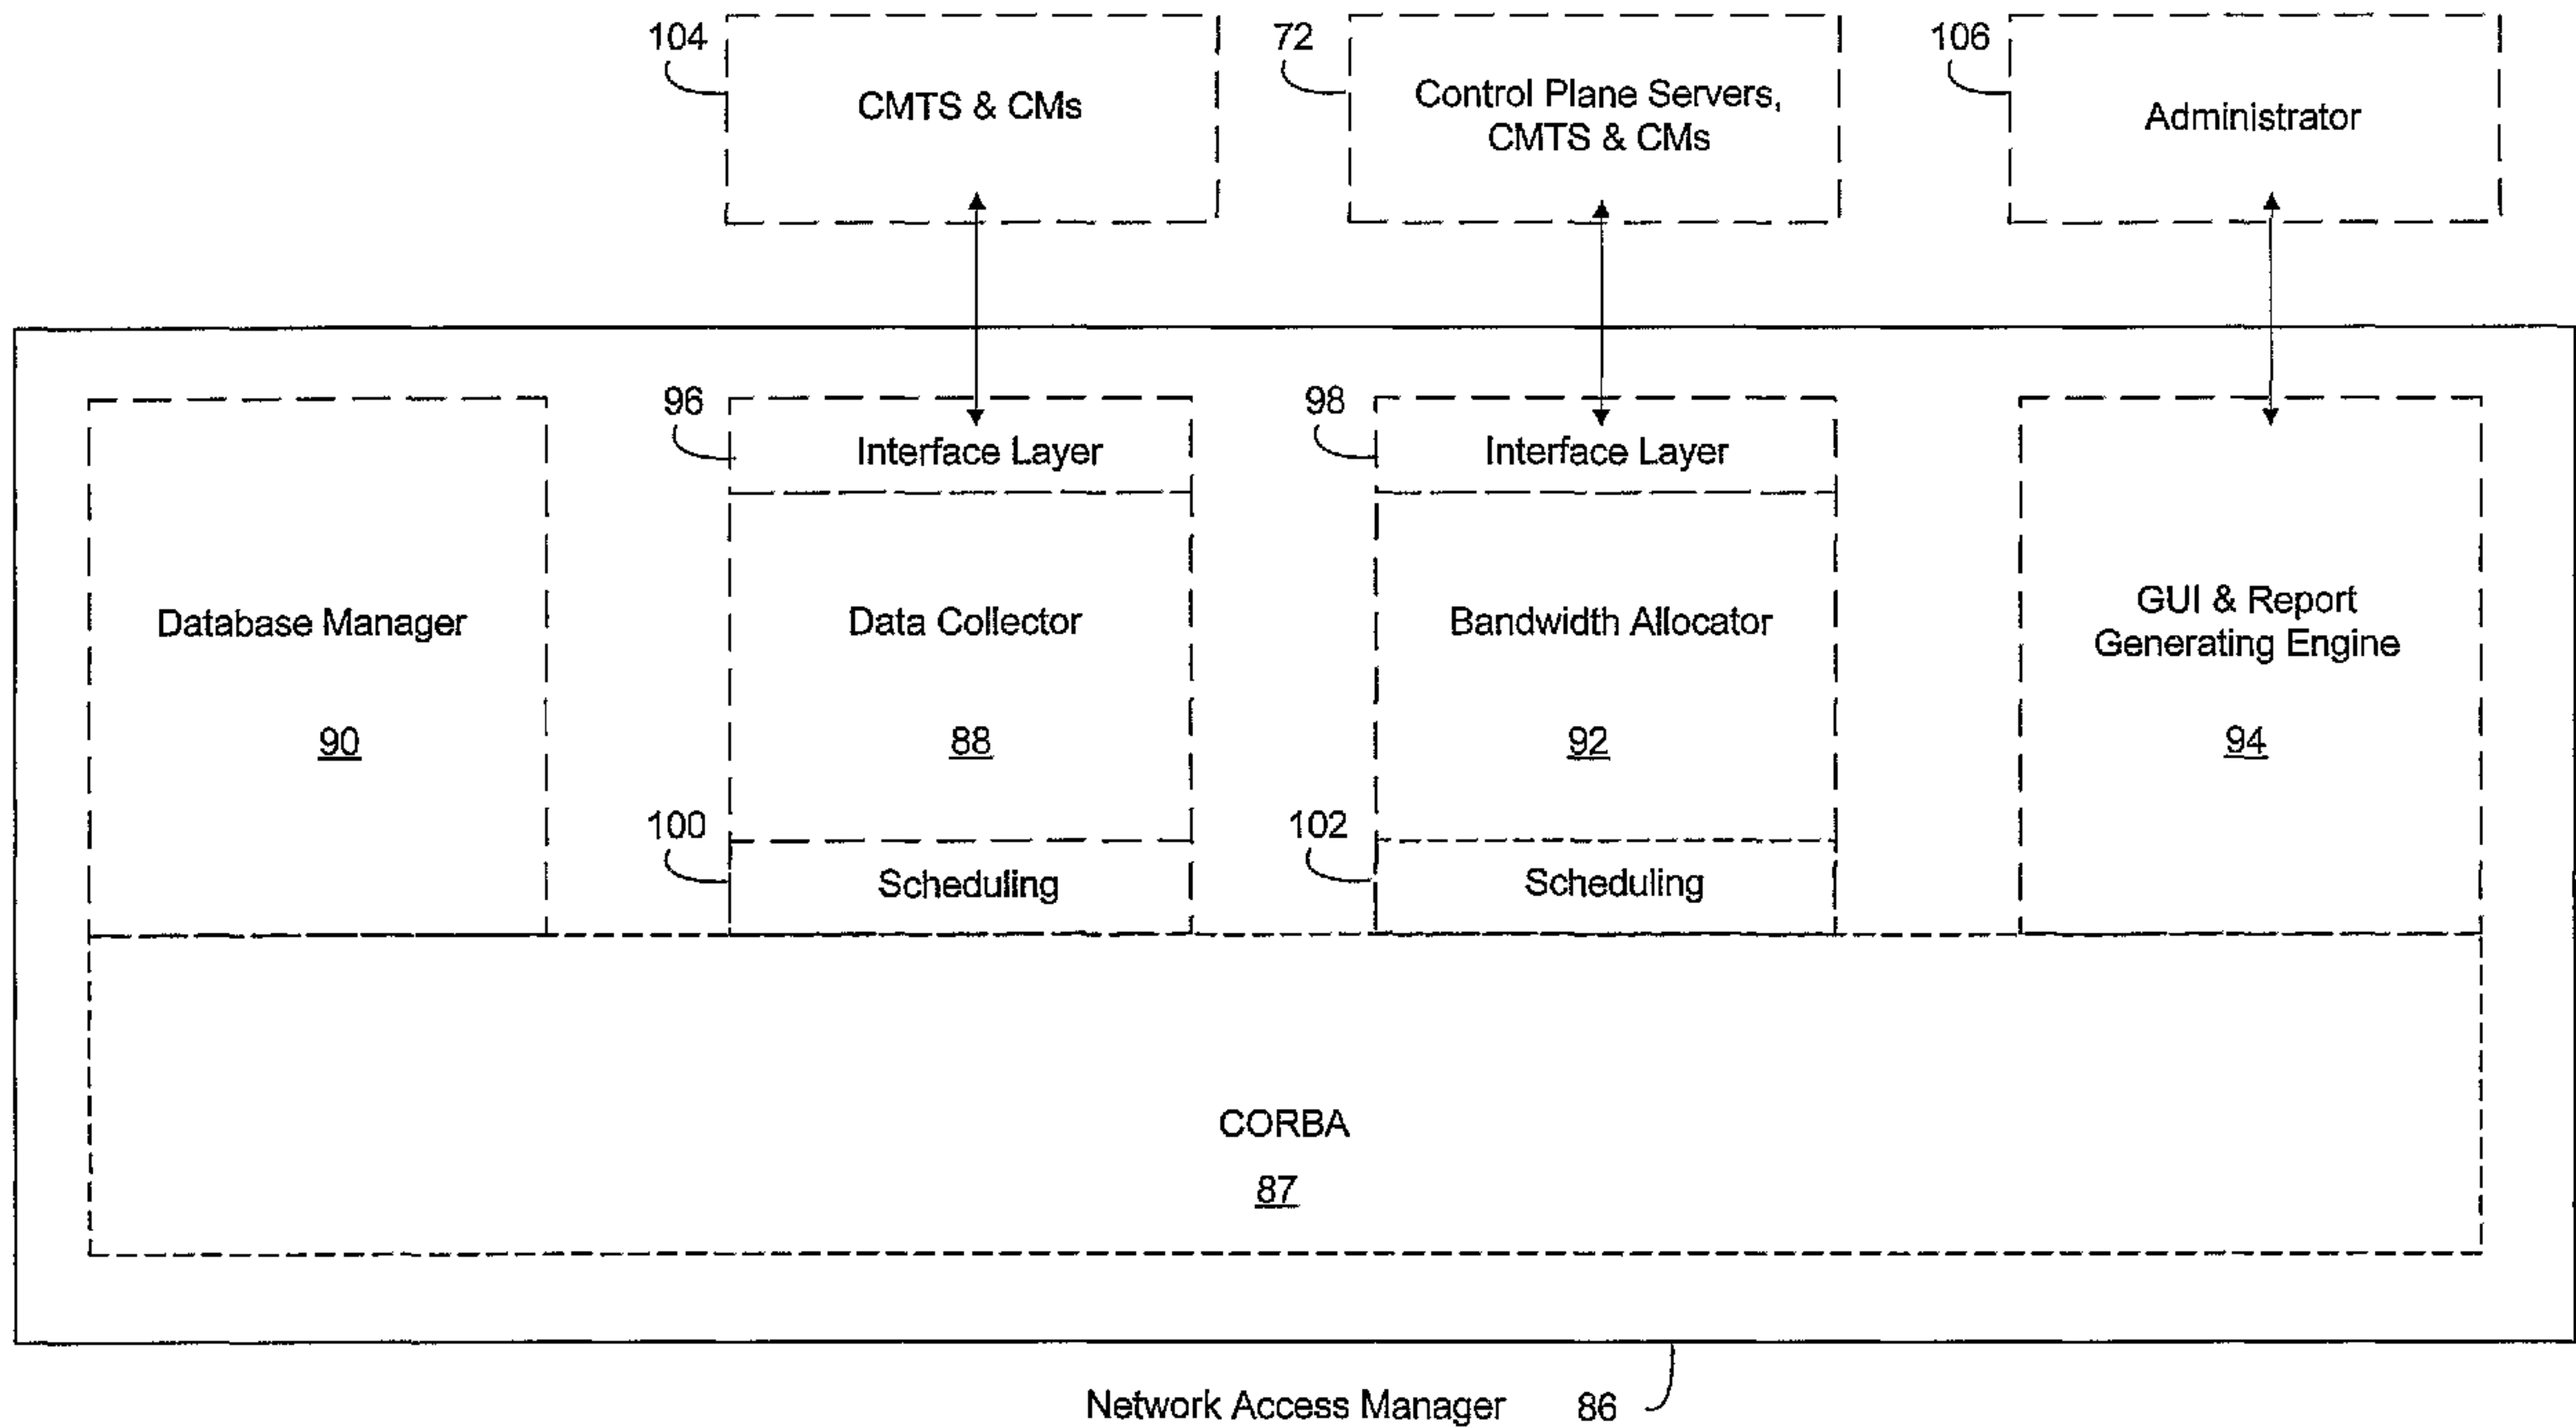 104
CMTS & CMs
72
Control Plane Servers,
CMTS & CMs
106
Administrator
96
Interface Layer
98
Interface Layer
Database Manager
90
Data Collector
88
Bandwidth Allocator
92
GUI & Report
Generating Engine
94
100
Scheduling
102
Scheduling
CORBA
87
Network Access Manager 86